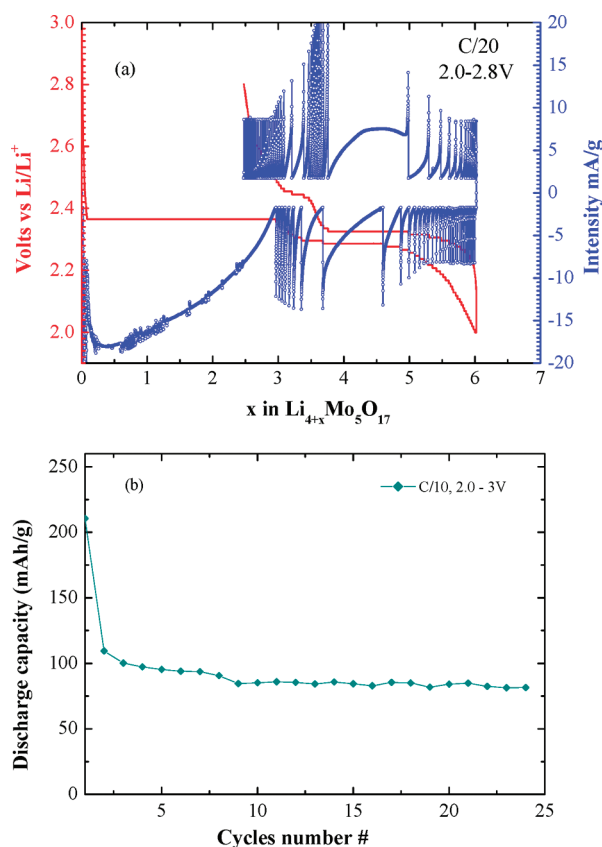 3.0
2.8
2.6
2.4
2.2
2.0
Volts vs Li/Li+
(a)
C/20
2.0-2.8V
20
15
10
5
0
-5
-10
-15
-20
Intensity mA/g
0 1 2 3 4 5 6 7
x in Li4+xMo5O17
250
200
150
100
50
0
Discharge capacity (mAh/g)
(b)
C/10, 2.0 - 3V
5 10 15 20 25
Cycles number #